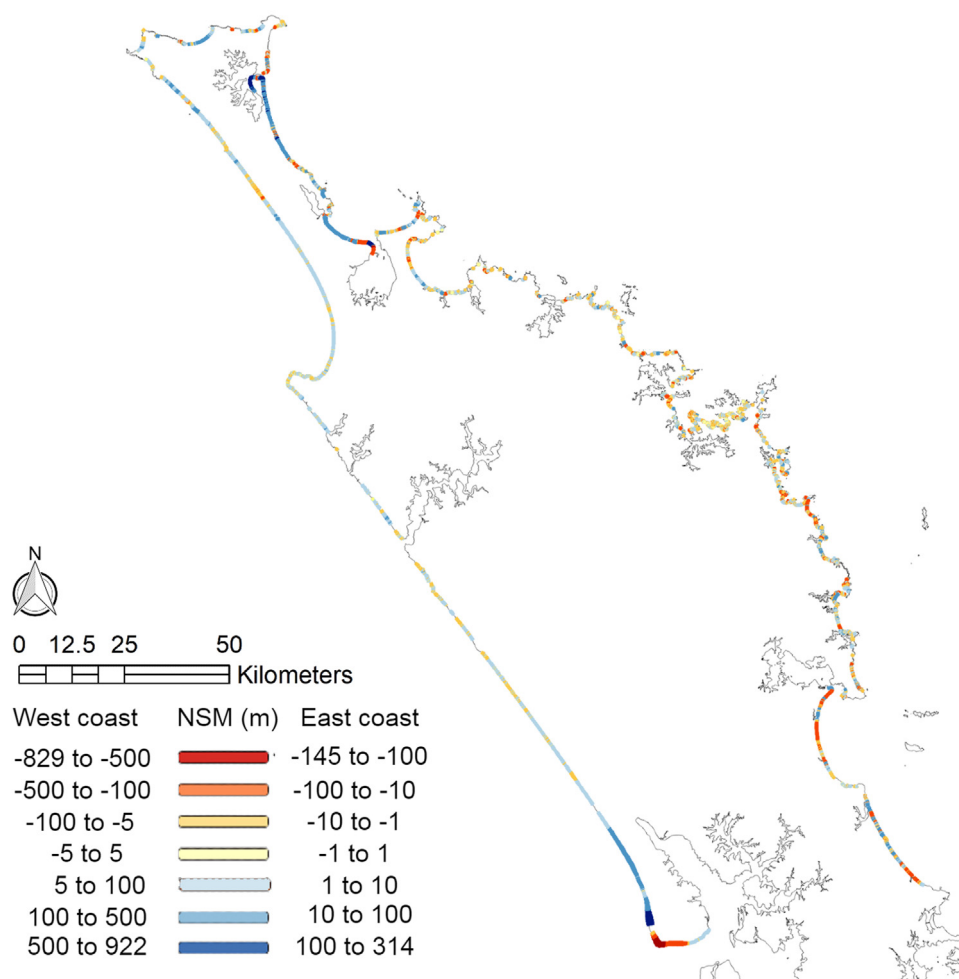 N
0 12.5 25 50
Kilometers
West coast NSM (m) East coast
-829 to -500 -145 to -100
-500 to -100 -100 to -10
-100 to -5 -10 to -1
-5 to 5 -1 to 1
5 to 100 1 to 10
100 to 500 10 to 100
500 to 922 100 to 314